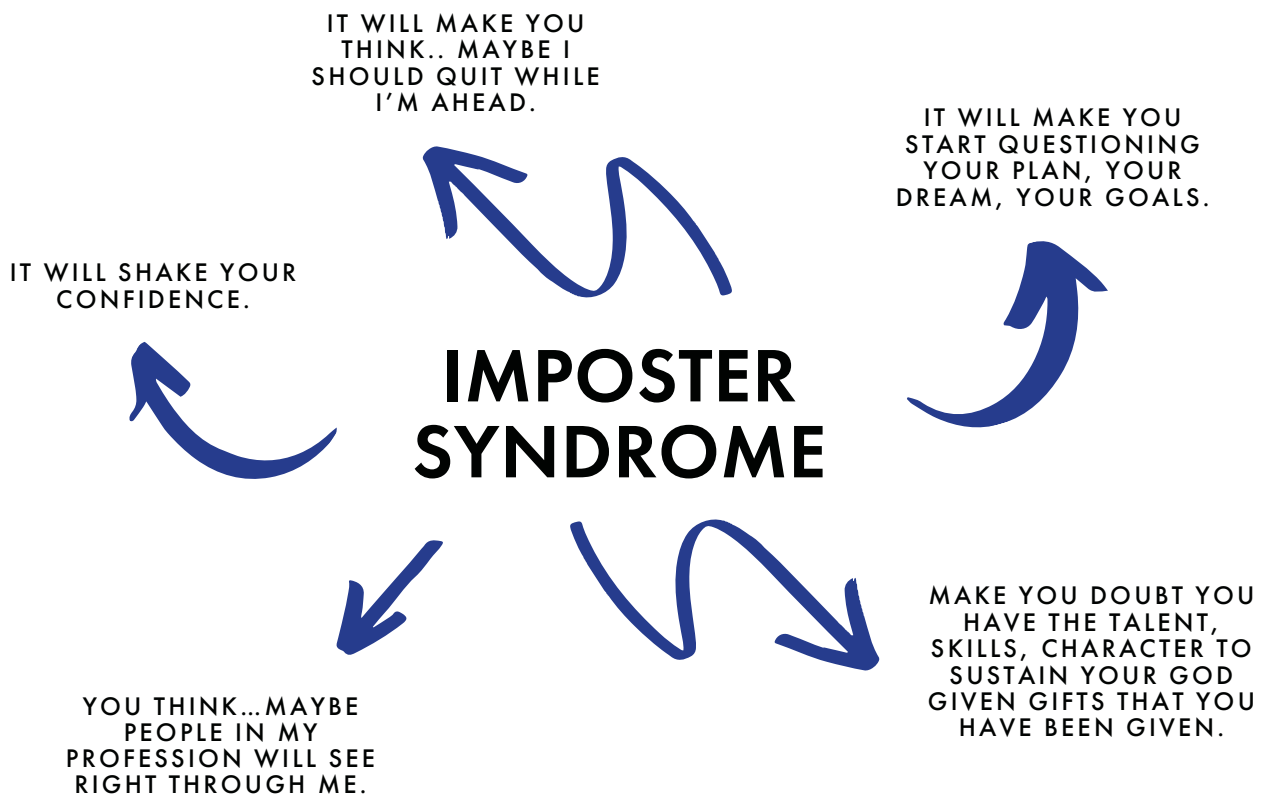 IT WILL MAKE YOU
THINK.. MAYBE I
SHOULD QUIT WHILE
I'M AHEAD.
IT WILL MAKE YOU
START QUESTIONING
YOUR PLAN, YOUR
DREAM, YOUR GOALS.
IT WILL SHAKE YOUR
CONFIDENCE.
IMPOSTER
SYNDROME
MAKE YOU DOUBT YOU
HAVE THE TALENT,
SKILLS, CHARACTER TO
SUSTAIN YOUR GOD
GIVEN GIFTS THAT YOU
HAVE BEEN GIVEN.
YOU THINK...MAYBE
PEOPLE IN MY
PROFESSION WILL SEE
RIGHT THROUGH ME.